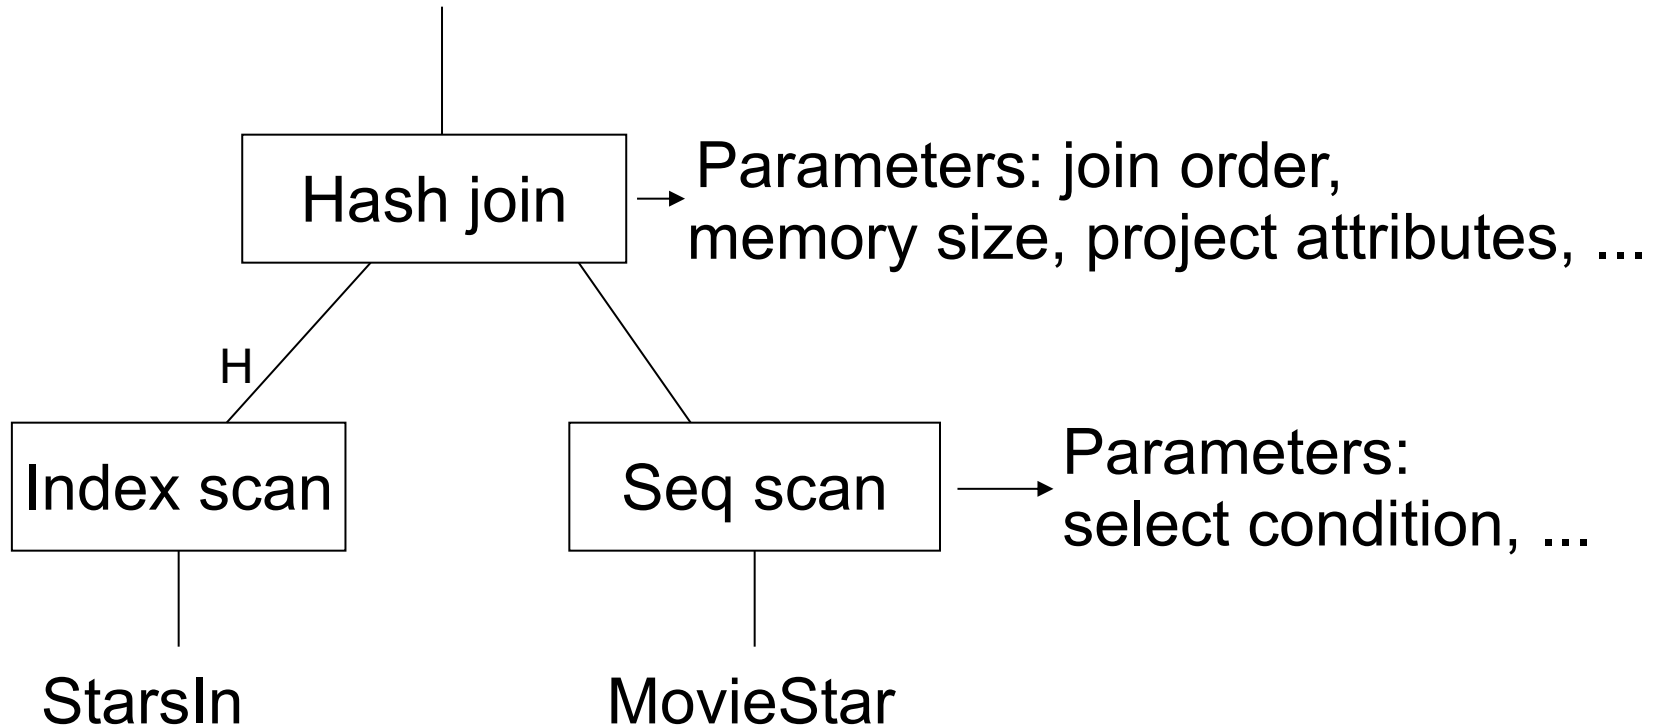 Hash join
Parameters: join order,
memory size, project attributes, ...
H
Index scan
Seq scan
Parameters:
select condition, ...
StarsIn
MovieStar